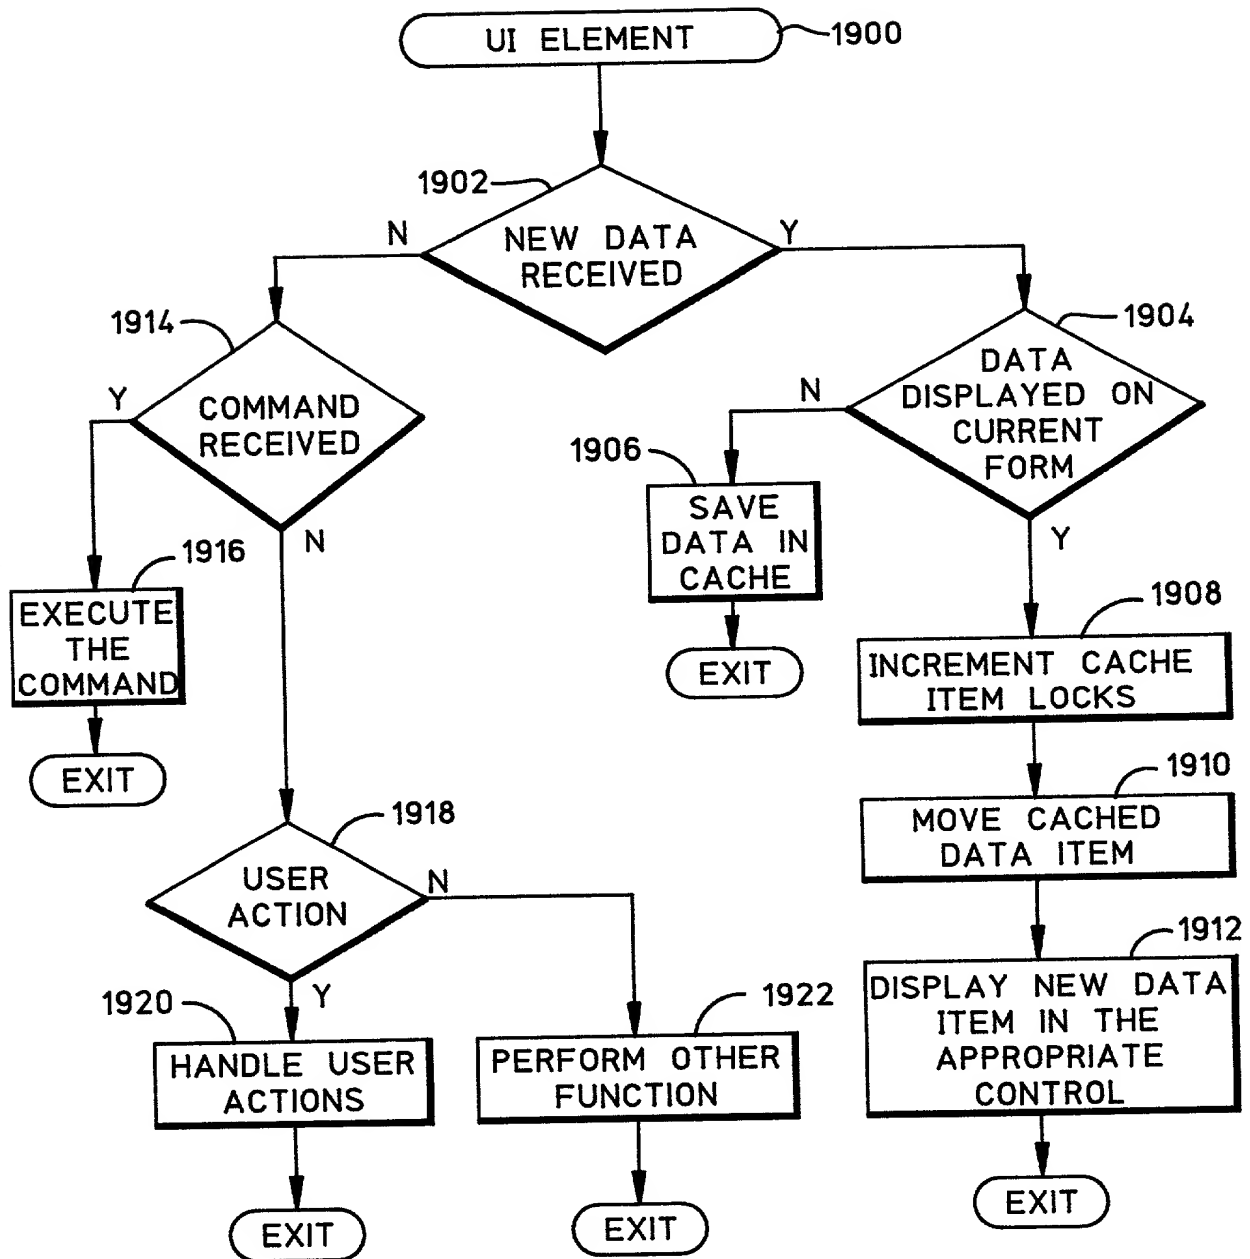 UI ELEMENT
1900
1902
N
NEW DATA
RECEIVED
Y
1914
Y
COMMAND
RECEIVED
N
1904
N
DATA
DISPLAYED ON
CURRENT
FORM
Y
1906
SAVE
DATA IN
CACHE
EXIT
1916
EXECUTE
THE
COMMAND
EXIT
1908
INCREMENT CACHE
ITEM LOCKS
1910
MOVE CACHED
DATA ITEM
1918
USER
ACTION
N
Y
1912
DISPLAY NEW DATA
ITEM IN THE
APPROPRIATE
CONTROL
EXIT
1920
HANDLE USER
ACTIONS
EXIT
1922
PERFORM OTHER
FUNCTION
EXIT